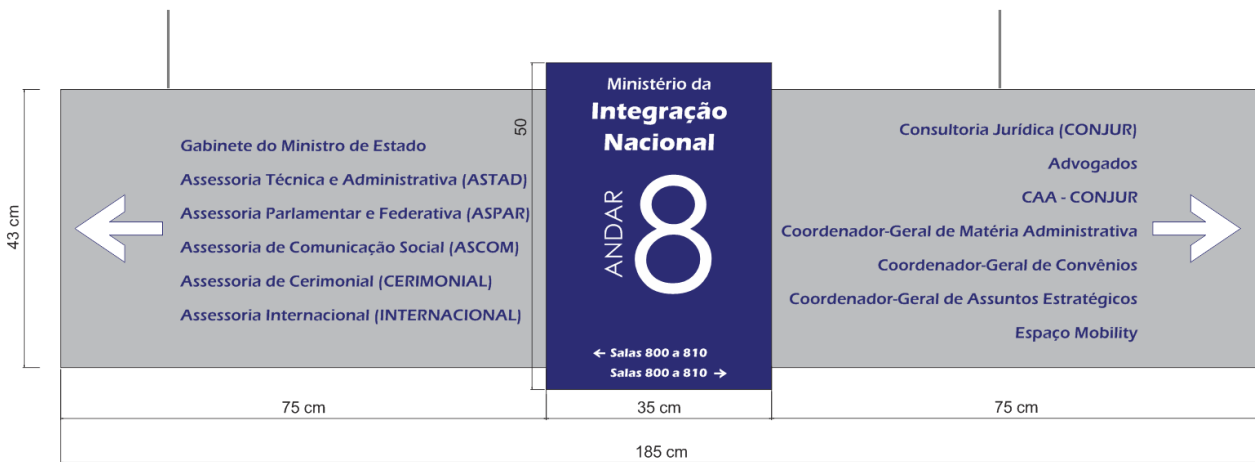 Gabinete do Ministro de Estado
Assessoria Técnica e Administrativa (ASTAD)
Assessoria Parlamentar e Federativa (ASPAR)
Assessoria de Comunicação Social (ASCOM)
Assessoria de Cerimonial (CERIMONIAL)
Assessoria Internacional (INTERNACIONAL)
43 cm
50
Ministério da
Integração
Nacional
ANDAR
8
← Salas 800 a 810
Salas 800 a 810 →
Consultoria Jurídica (CONJUR)
Advogados
CAA - CONJUR
Coordenador-Geral de Matéria Administrativa
Coordenador-Geral de Convênios
Coordenador-Geral de Assuntos Estratégicos
Espaço Mobility
75 cm
35 cm
75 cm
185 cm